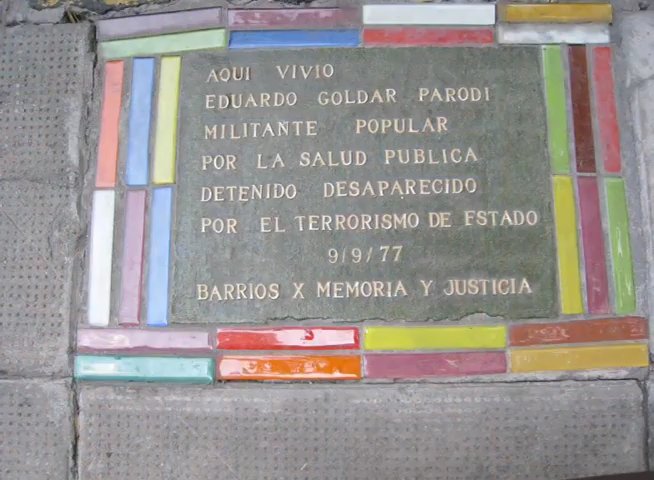 AQUI VIVIO
EDUARDO GOLDAR PARODI
MILITANTE POPULAR
POR LA SALUD PUBLICA
DETENIDO DESAPARECIDO
POR EL TERRORISMO DE ESTADO
9/9/77
BARRIOS X MEMORIA Y JUSTICIA